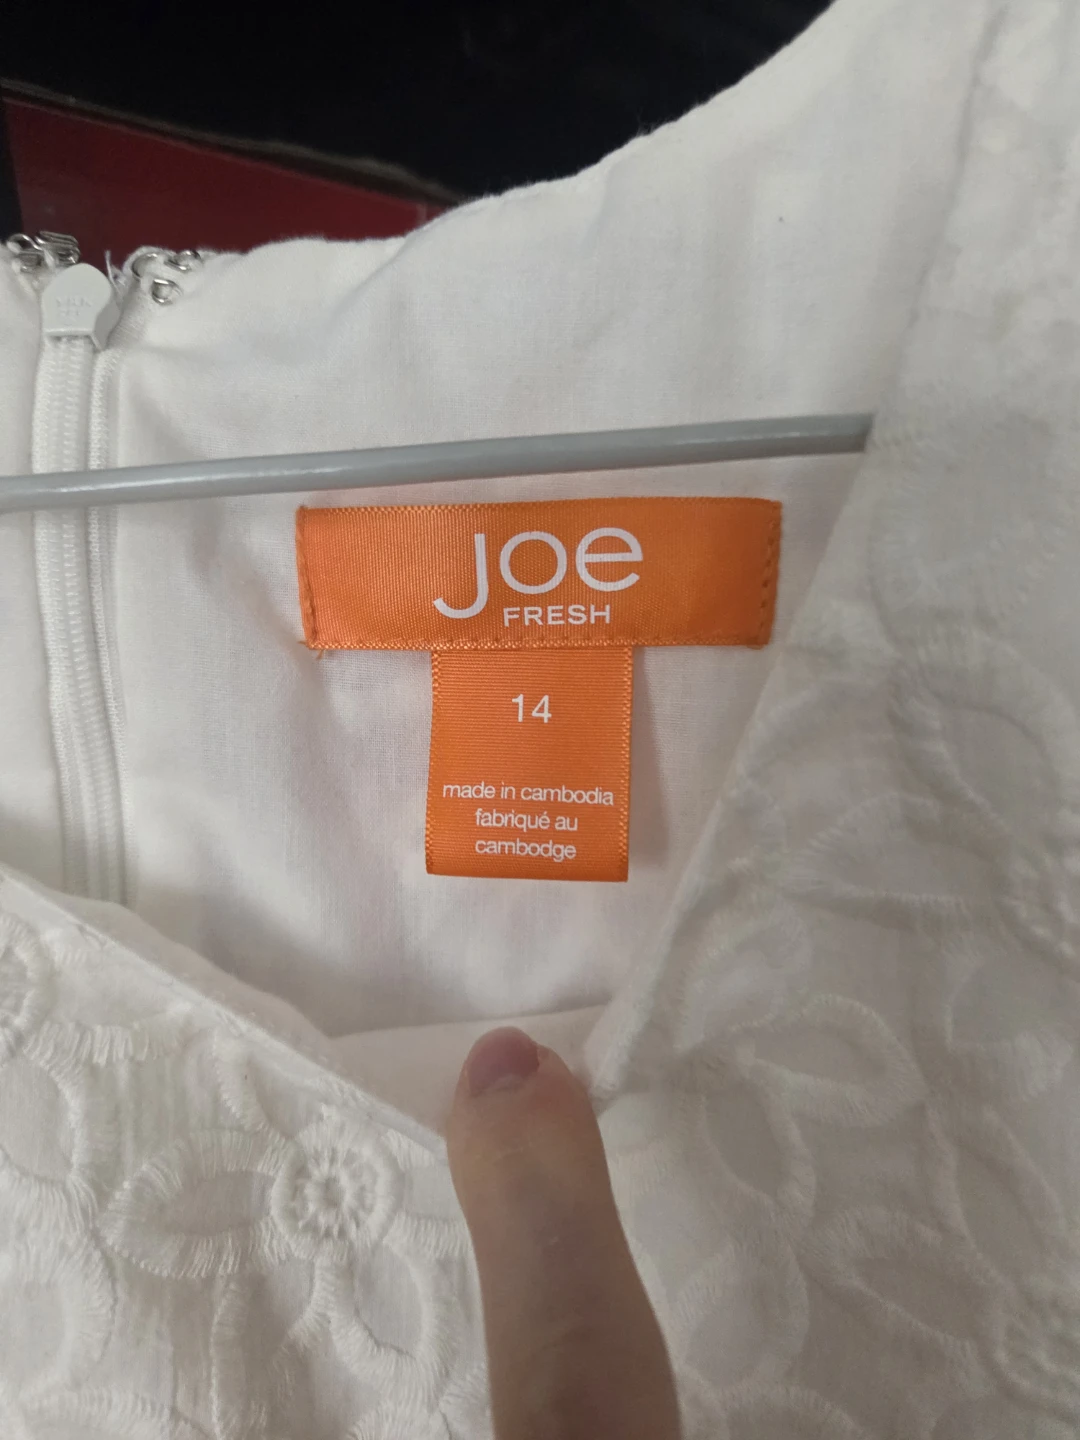 joe
FRESH
14
made in cambodia
fabriqué au
cambodge